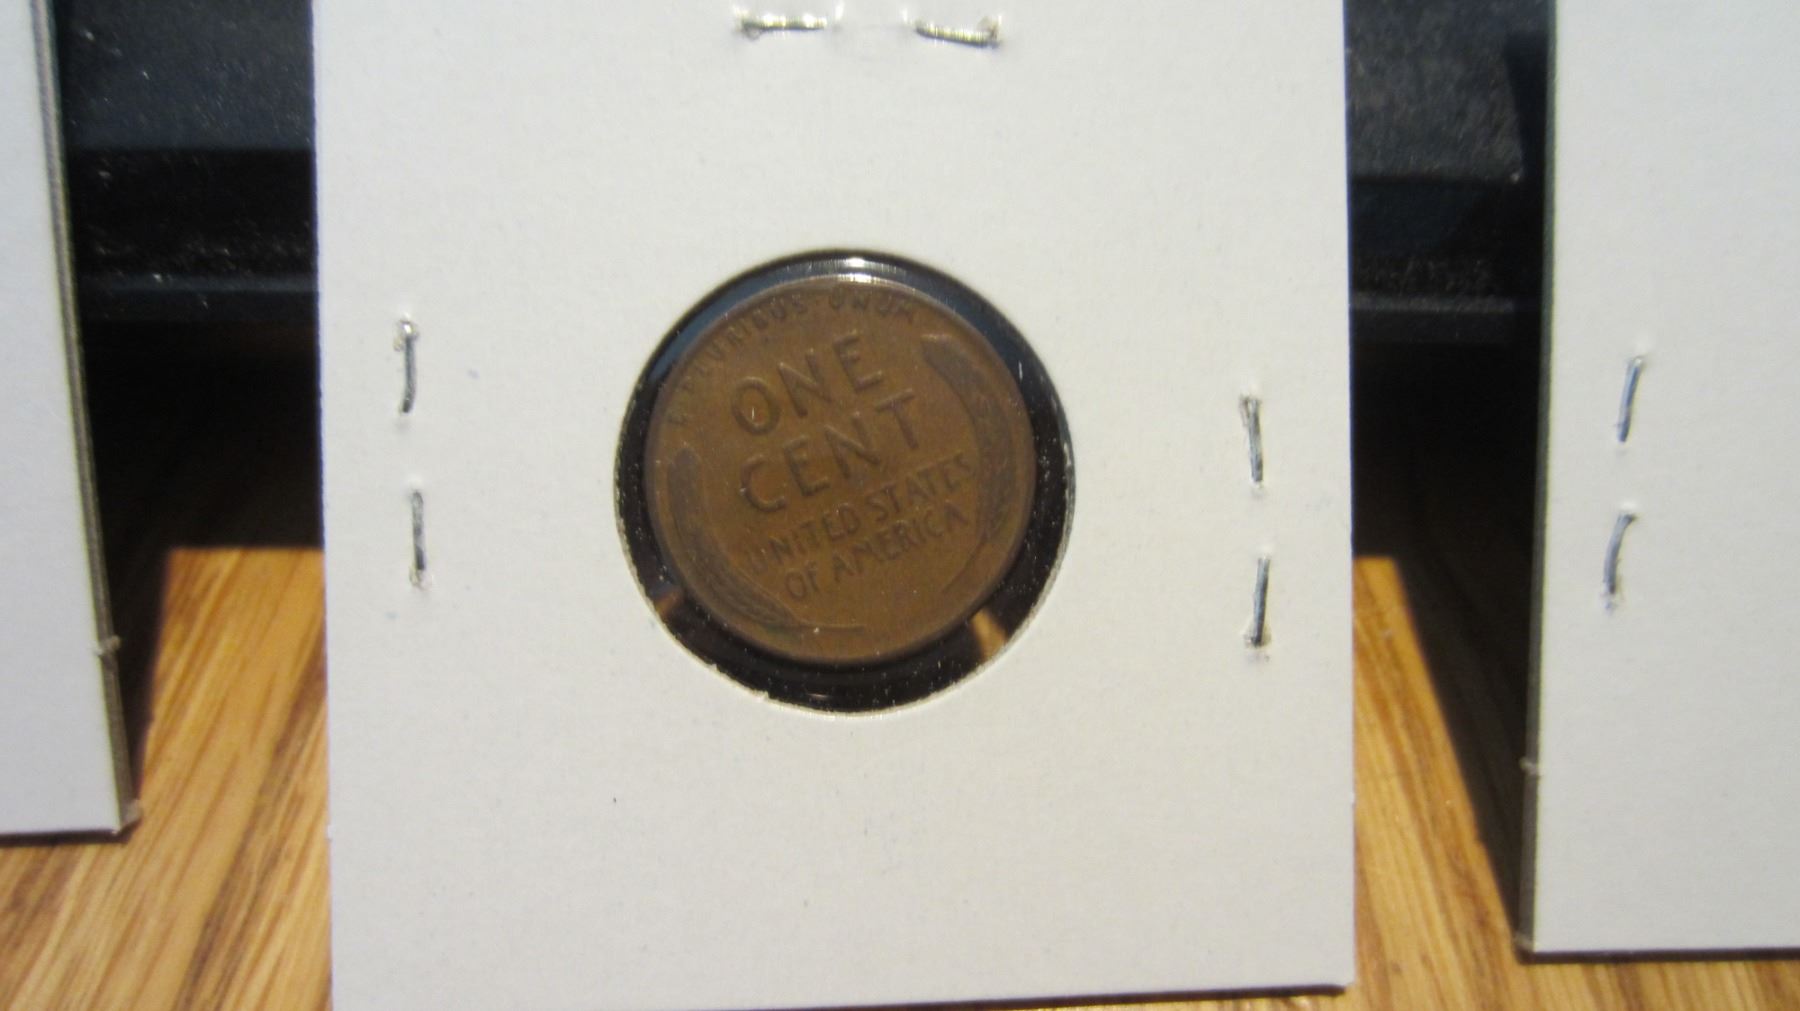 E PLURIBUS UNUM
ONE
CENT
UNITED STATES
OF AMERICA